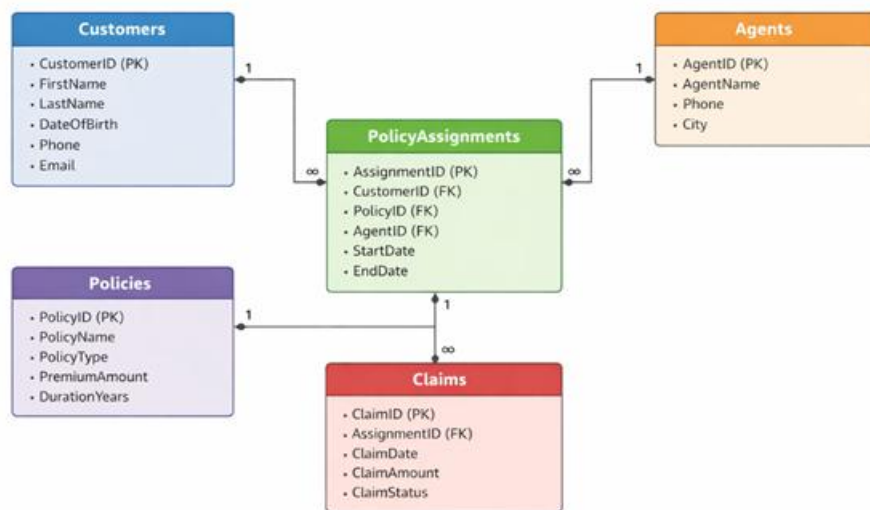 Customers
• CustomerID (PK)
• FirstName
• LastName
• DateOfBirth
• Phone
• Email
1
∞
Agents
• AgentID (PK)
• AgentName
• Phone
• City
1
∞
PolicyAssignments
• AssignmentID (PK)
• CustomerID (FK)
• PolicyID (FK)
• AgentID (FK)
• StartDate
• EndDate
1
Policies
• PolicyID (PK)
• PolicyName
• PolicyType
• PremiumAmount
• DurationYears
1
∞
Claims
• ClaimID (PK)
• AssignmentID (FK)
• ClaimDate
• ClaimAmount
• ClaimStatus